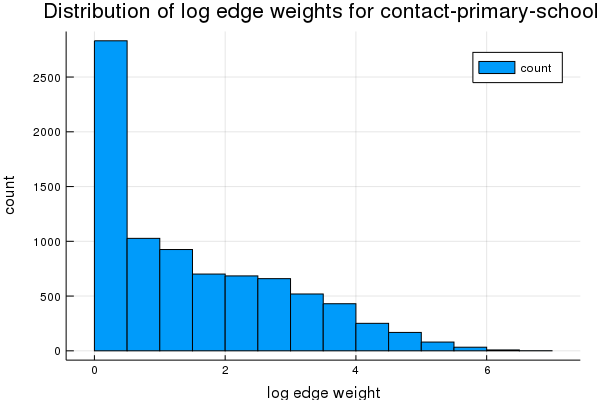 Distribution of log edge weights for contact-primary-school
count
2500
2000
1500
1000
500
0
count
0 2 4 6
log edge weight